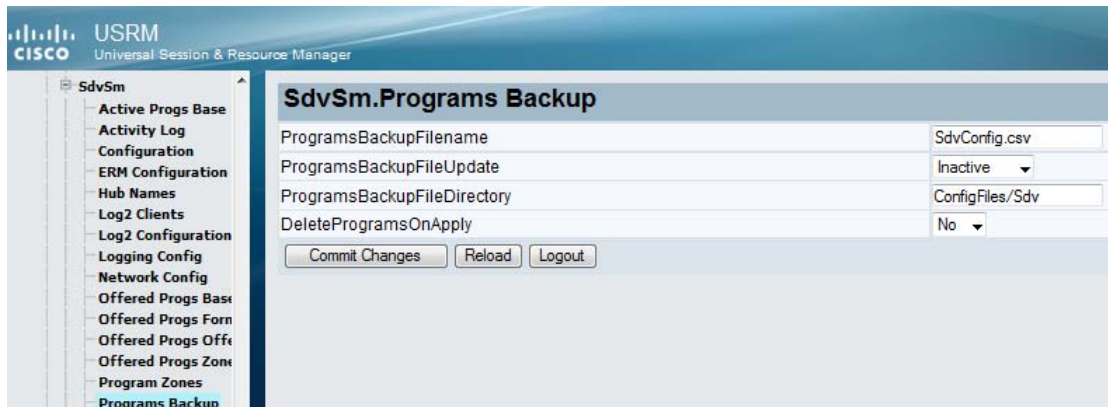 CISCO
USRM
Universal Session & Resource Manager
SdvSm
Active Progs Base
Activity Log
Configuration
ERM Configuration
Hub Names
Log2 Clients
Log2 Configuration
Logging Config
Network Config
Offered Progs Base
Offered Progs Forn
Offered Progs Offe
Offered Progs Zone
Program Zones
Programs Backup
SdvSm.Programs Backup
ProgramsBackupFilename SdvConfig.csv
ProgramsBackupFileUpdate Inactive
ProgramsBackupFileDirectory ConfigFiles/Sdv
DeleteProgramsOnApply No
Commit Changes Reload Logout